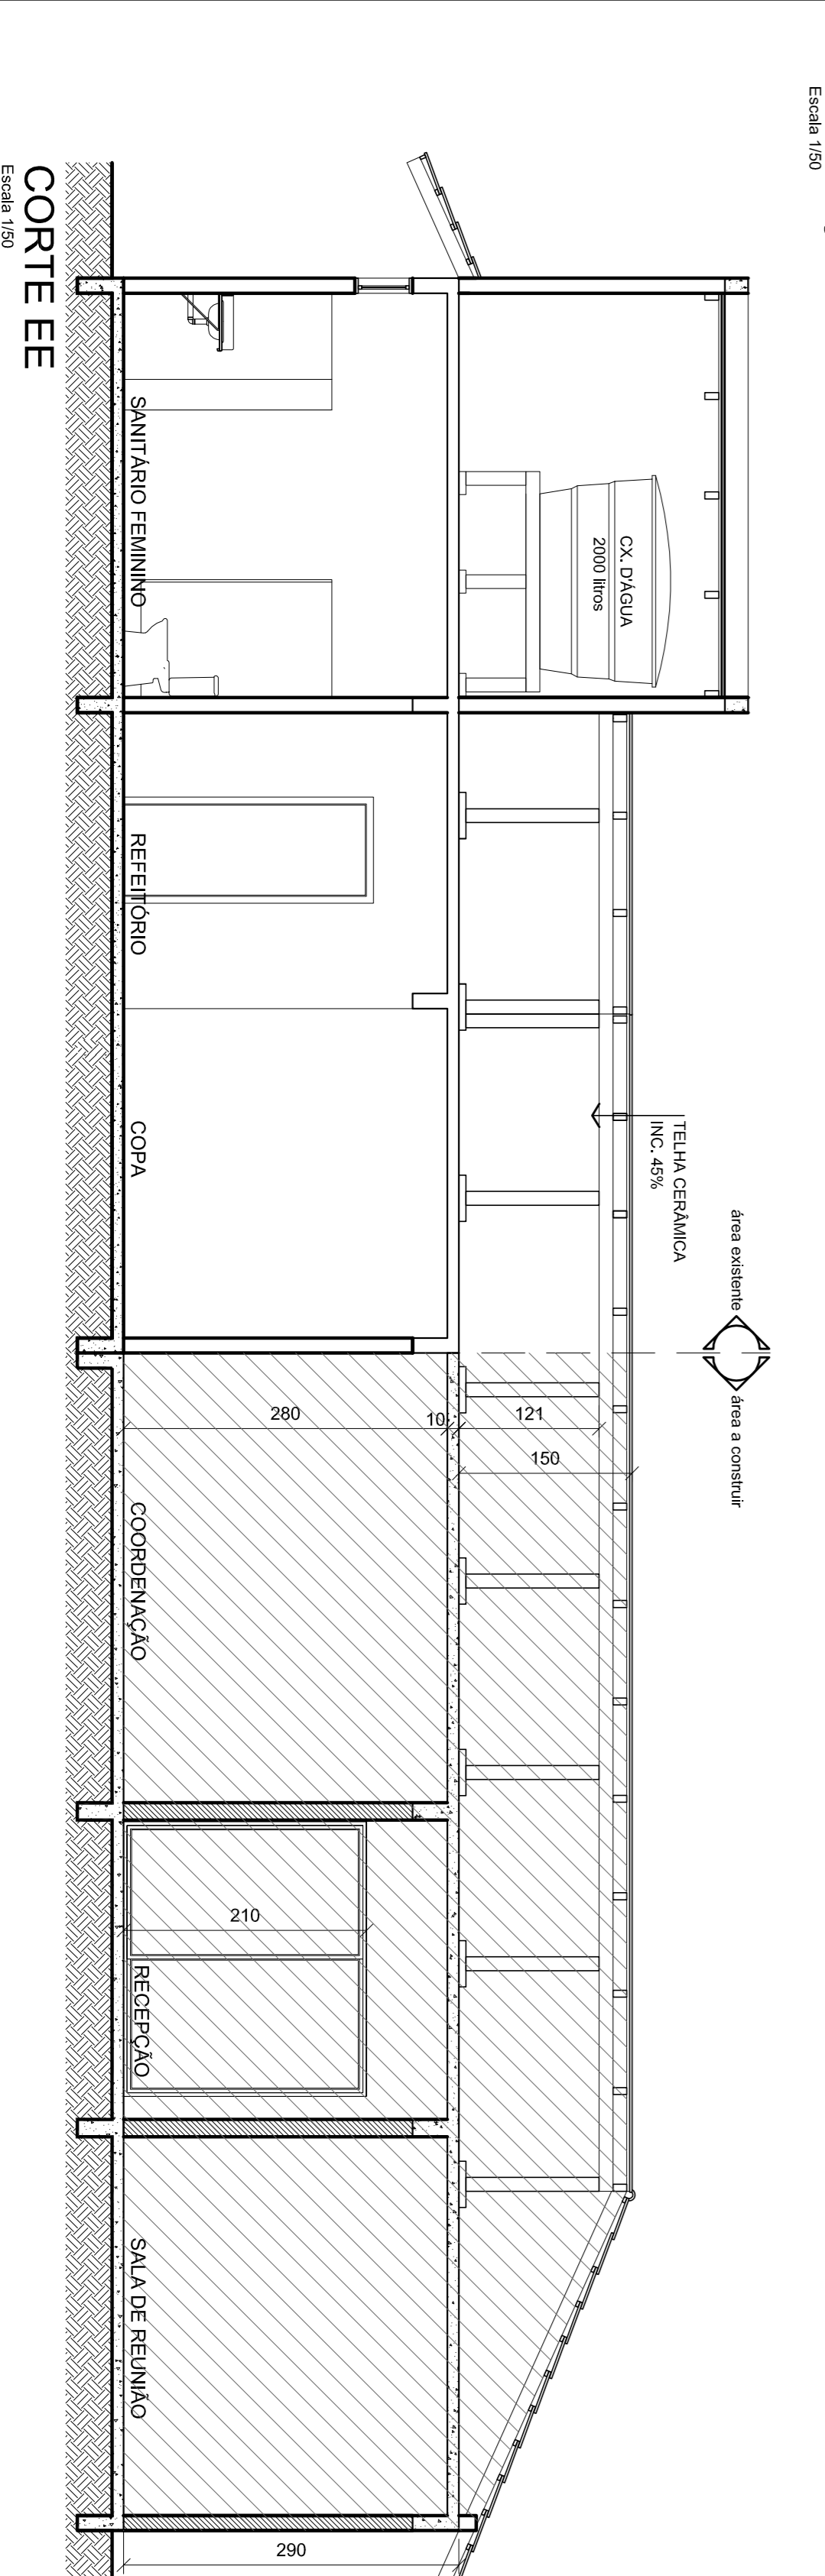 Escala 1/50
CX. D'ÁGUA
2000 litros
TELHA CERÂMICA
INC. 45%
área existente
área a construir
280
10
121
150
210
290
SANITÁRIO FEMININO
REFEITÓRIO
COPA
COORDENAÇÃO
RECEPÇÃO
SALA DE REUNIÃO
CORTE EE
Escala 1/50